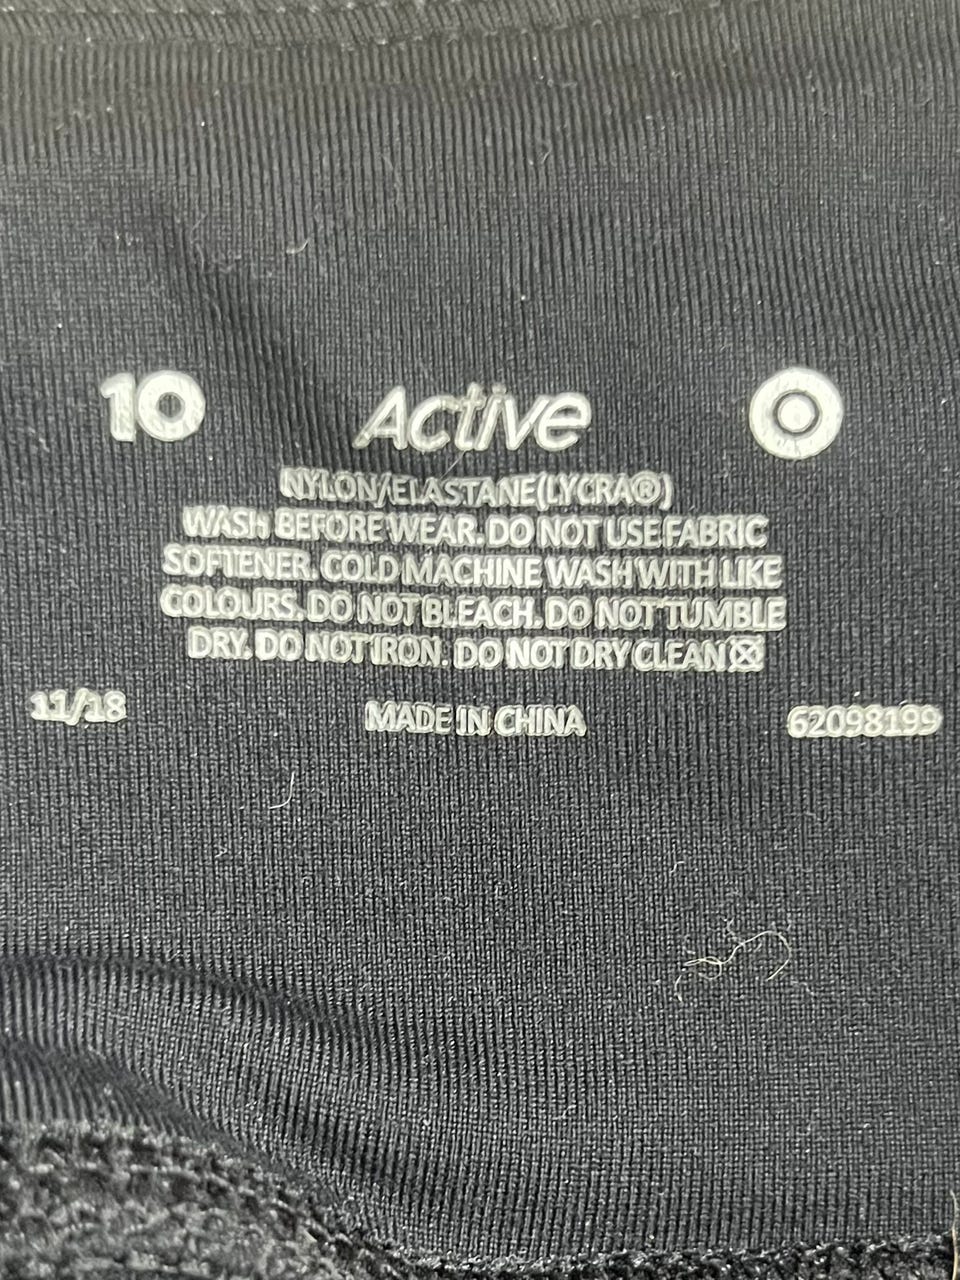 10 Active
NYLON/ELASTANE(LYCRA®)
WASH BEFORE WEAR. DO NOT USE FABRIC
SOFTENER. COLD MACHINE WASH WITH LIKE
COLOURS. DO NOT BLEACH. DO NOT TUMBLE
DRY. DO NOT IRON. DO NOT DRY CLEAN
11/18 MADE IN CHINA 62098199